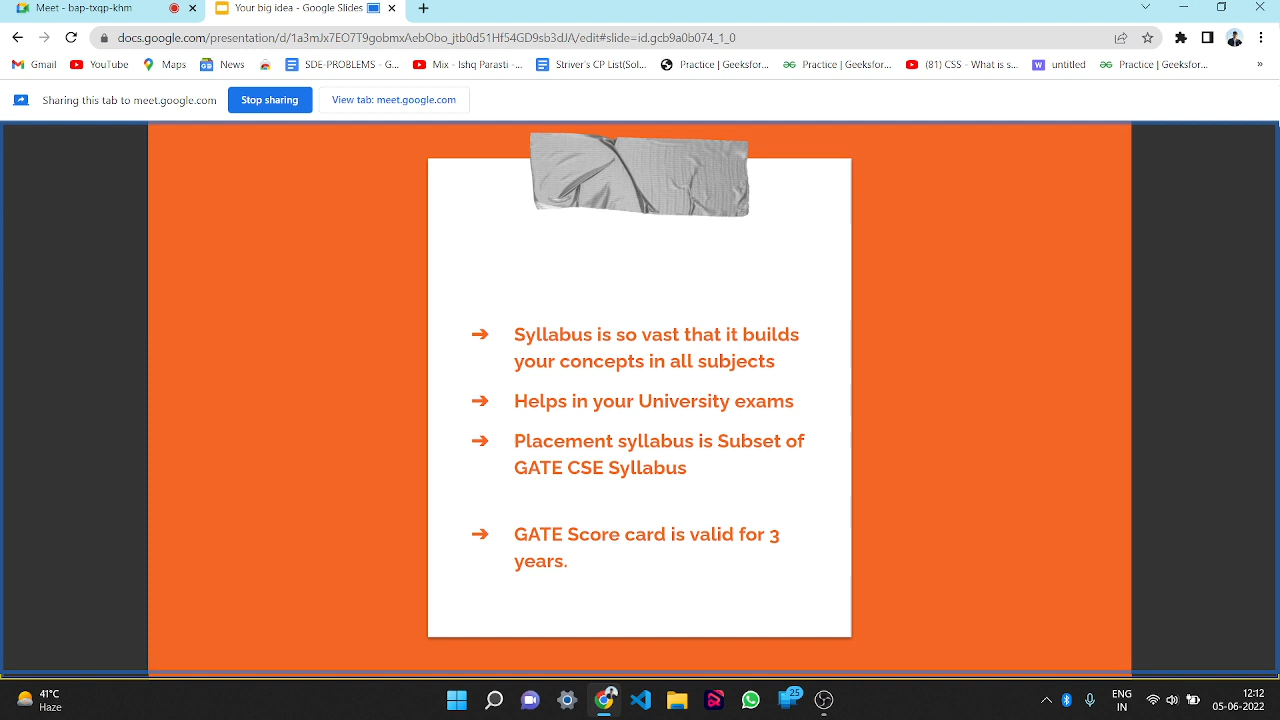 Meet - bap-txqp-khm
Your big idea - Google Slides
docs.google.com/presentation/d/1a3mJx7EO7T9gobmxAebObo_jtb0d51Hf54GD9sb3dJA/edit#slide=id.gcb9a0b074_1_0
Gmail YouTube Maps News SDE-PROBLEMS - G... Mix - Ishq Parasti -... Striver's CP List(Sol... Practice | Geeksfor... Practice | Geeksfor... (81) CSS - What is s... untitled Practice | Geeksfor... »
Sharing this tab to meet.google.com Stop sharing View tab: meet.google.com
➔ Syllabus is so vast that it builds
your concepts in all subjects
➔ Helps in your University exams
➔ Placement syllabus is Subset of
GATE CSE Syllabus
➔ GATE Score card is valid for 3
years.
41°C
Haze
25
ENG
IN
12:12
05-06-2022